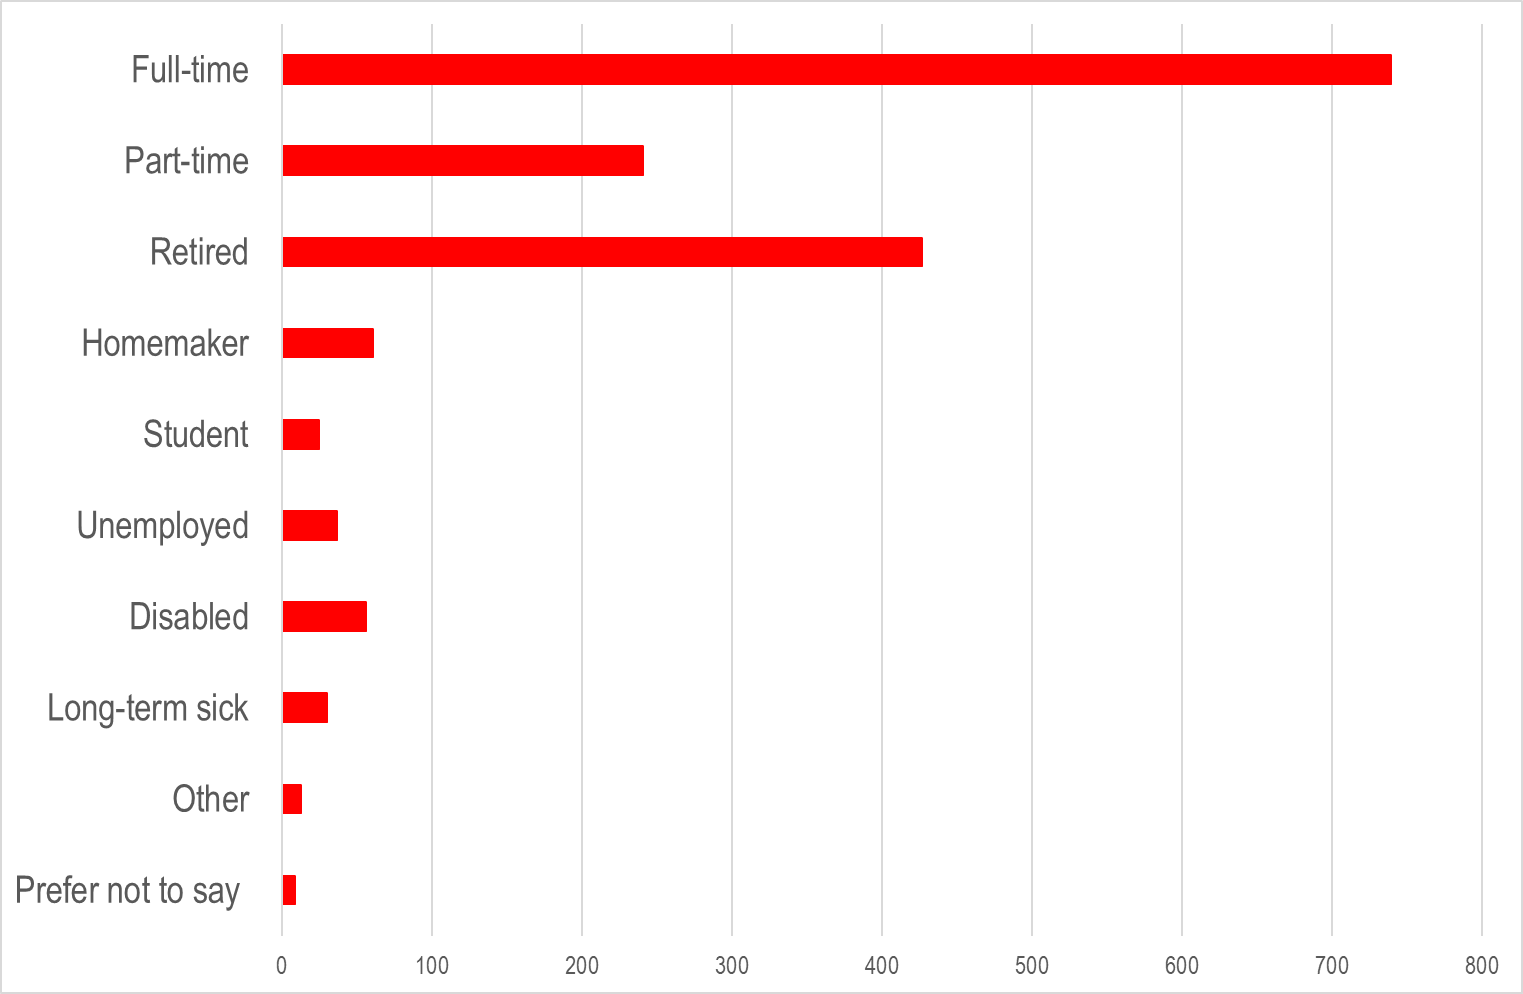 Full-time
Part-time
Retired
Homemaker
Student
Unemployed
Disabled
Long-term sick
Other
Prefer not to say
0 100 200 300 400 500 600 700 800